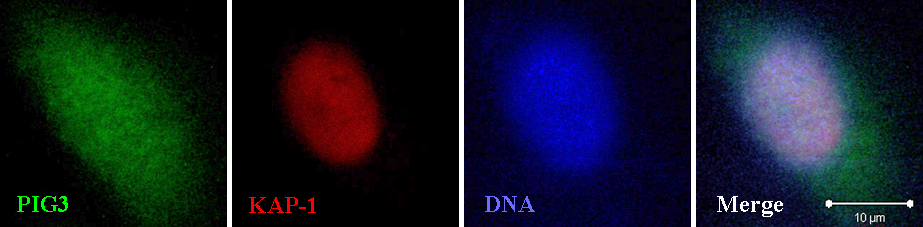 PIG3
KAP-1
DNA
Merge
10 µm